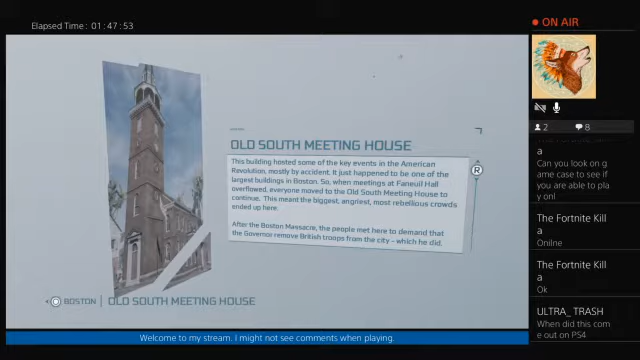 Elapsed Time : 01:47:53
ON AIR
OLD SOUTH MEETING HOUSE
This building hosted some of the key events in the American
Revolution, mostly by accident. It just happened to be one of the
largest buildings in Boston. So, when meetings at Faneuil Hall
overflowed, everyone moved to the Old South Meeting House to
continue. This meant the biggest, angriest, most rebellious crowds
ended up here.
After the Boston Massacre, the people met here to demand that
the Governor remove British troops from the city – which he did.
R
BOSTON | OLD SOUTH MEETING HOUSE
Welcome to my stream. I might not see comments when playing.
2
8
a
Can you look on g
ame case to see if
you are able to pla
y onl
The Fortnite Kill
a
Onilne
The Fortnite Kill
a
Ok
ULTRA_TRASH
When did this com
e out on PS4